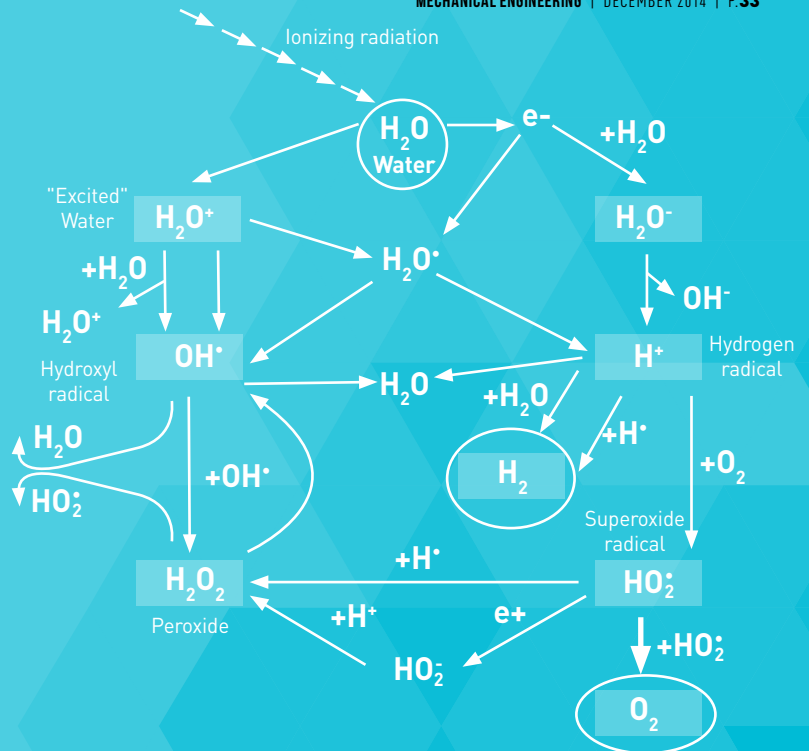 MECHANICAL ENGINEERING | DECEMBER 2014 | P.33
Ionizing radiation
H₂O
Water
e-
+H₂O
"Excited"
Water
H₂O⁺
H₂O⁻
+H₂O
H₂O•
OH⁻
H₂O⁺
Hydroxyl
radical
OH•
H⁺
Hydrogen
radical
H₂O
+H₂O
+H•
H₂O
HO₂•
+OH•
H₂
+O₂
Superoxide
radical
+H•
H₂O₂
HO₂•
Peroxide
+H⁺
e+
HO₂⁻
+HO₂•
O₂